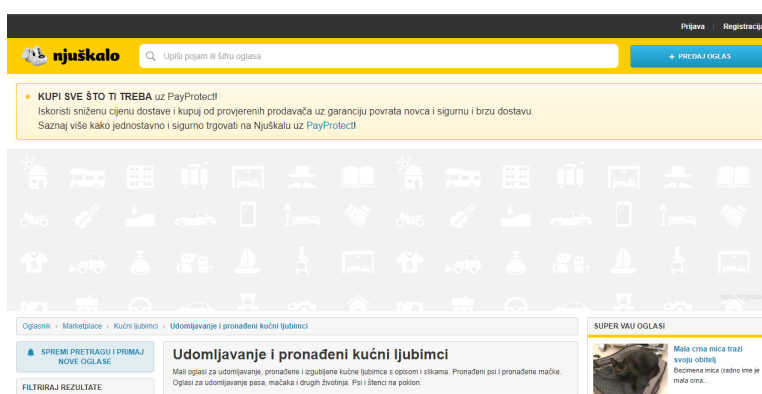 Prijava
Registracija
njuškalo
Upiši pojam ili šifru oglasa
+ PREDAJ OGLAS
KUPI SVE ŠTO TI TREBA uz PayProtect!
Iskoristi sniženu cijenu dostave i kupuj od provjerenih prodavača uz garanciju povrata novca i sigurnu i brzu dostavu.
Saznaj više kako jednostavno i sigurno trgovati na Njuškalu uz PayProtect!
9
9
Oglasnik › Marketplace › Kućni ljubimci › Udomljavanje i pronađeni kućni ljubimci
SPREMI PRETRAGU I PRIMAJ
NOVE OGLASE
FILTRIRAJ REZULTATE
Udomljavanje i pronađeni kućni ljubimci
Mali oglasi za udomljavanje, pronađene i izgubljene kućne ljubimce s opisom i slikama. Pronađeni psi i pronađene mačke.
Oglasi za udomljavanje pasa, mačaka i drugih životinja. Psi i štenci na poklon.
SUPER VAU OGLASI
Mala crna mica trazi
svoju obitelj
Bezimena mica (radno ime je
mala crna...